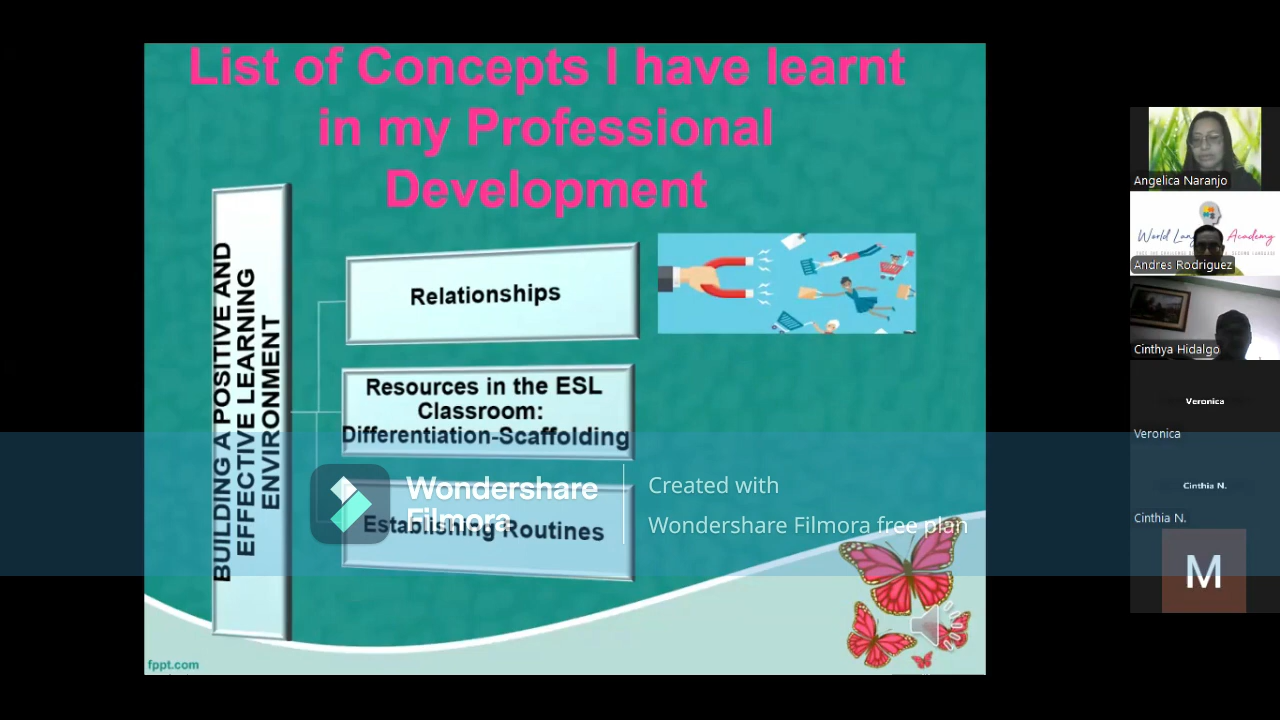 List of Concepts I have learnt
in my Professional
Development
BUILDING A POSITIVE AND
EFFECTIVE LEARNING
ENVIRONMENT
Relationships
Resources in the ESL
Classroom:
Differentiation-Scaffolding
Establishing Routines
Wondershare
Filmora
Created with
Wondershare Filmora free plan
fppt.com
Angelica Naranjo
Andres Rodriguez
Cinthya Hidalgo
Veronica
Veronica
Cinthia N.
Cinthia N.
M